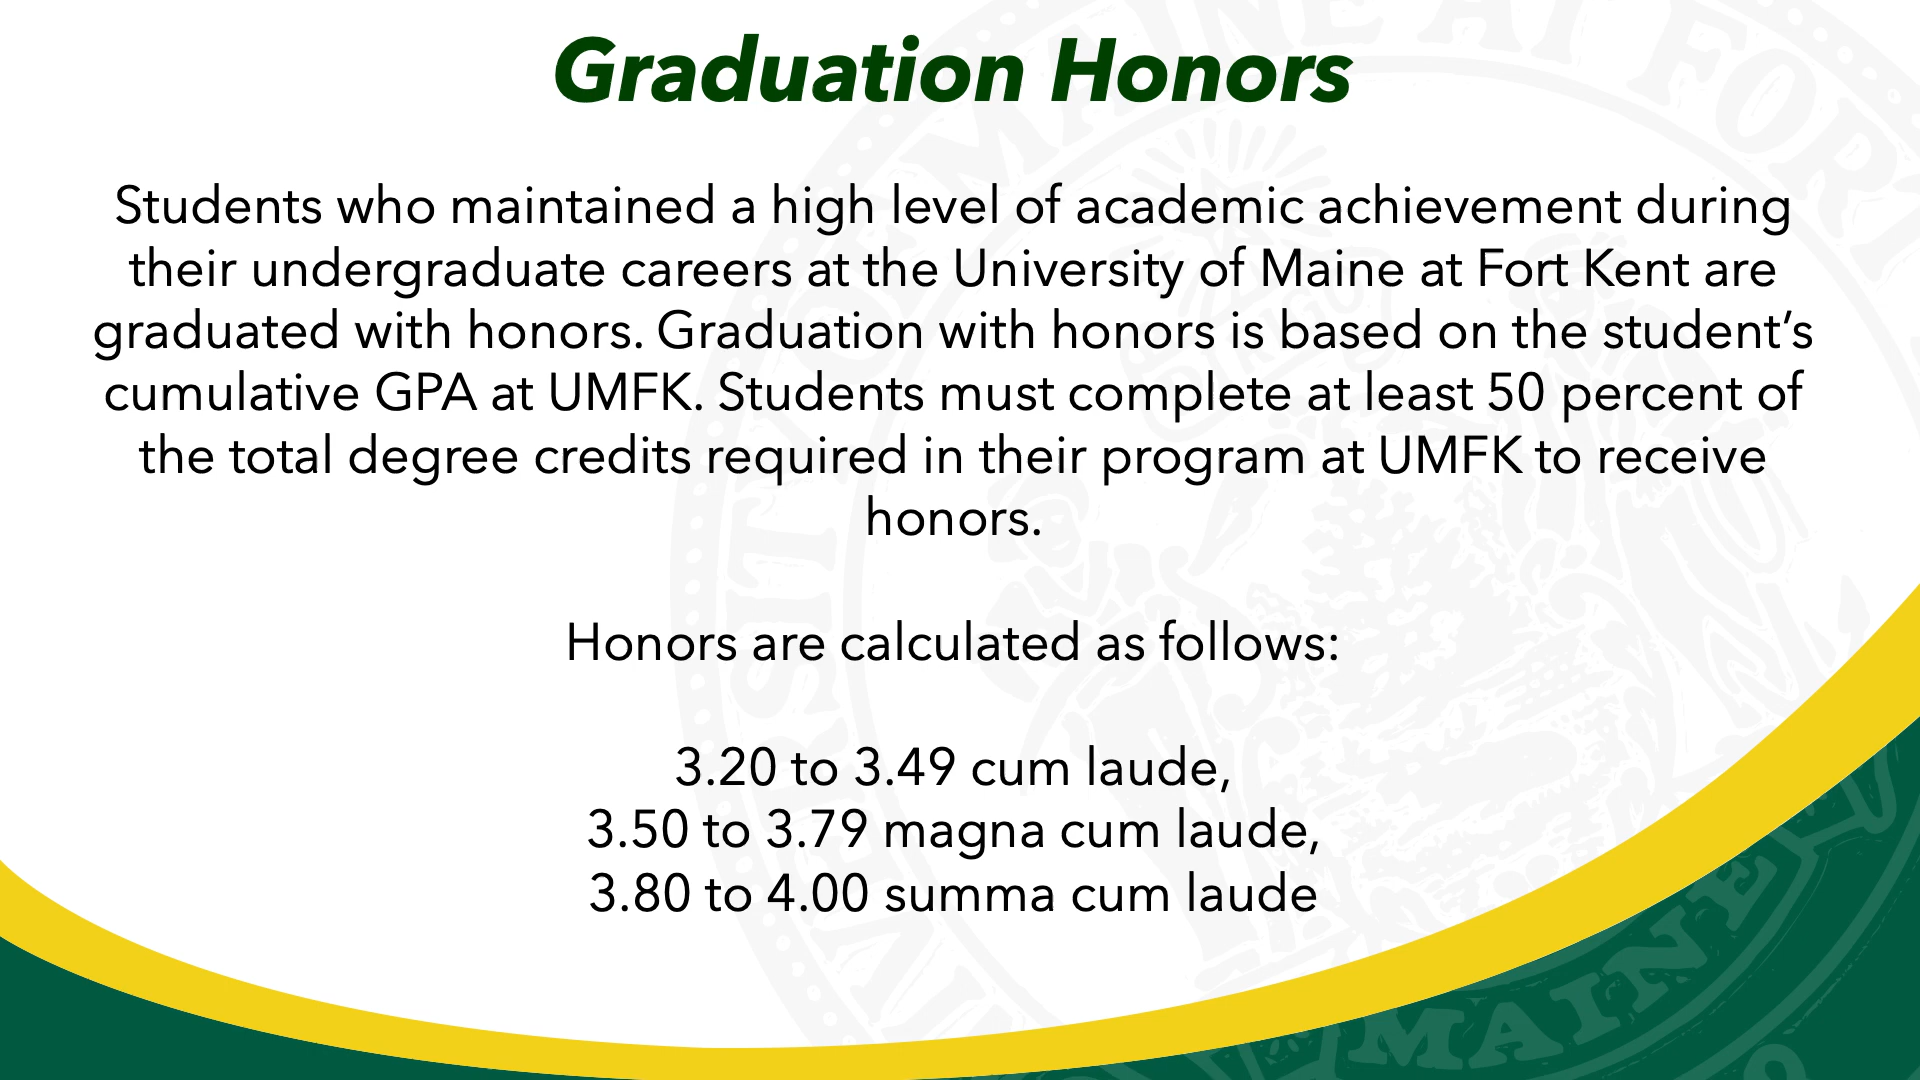 Graduation Honors
Students who maintained a high level of academic achievement during
their undergraduate careers at the University of Maine at Fort Kent are
graduated with honors. Graduation with honors is based on the student’s
cumulative GPA at UMFK. Students must complete at least 50 percent of
the total degree credits required in their program at UMFK to receive
honors.
Honors are calculated as follows:
3.20 to 3.49 cum laude,
3.50 to 3.79 magna cum laude,
3.80 to 4.00 summa cum laude
MAINE AT FOR
MAINE